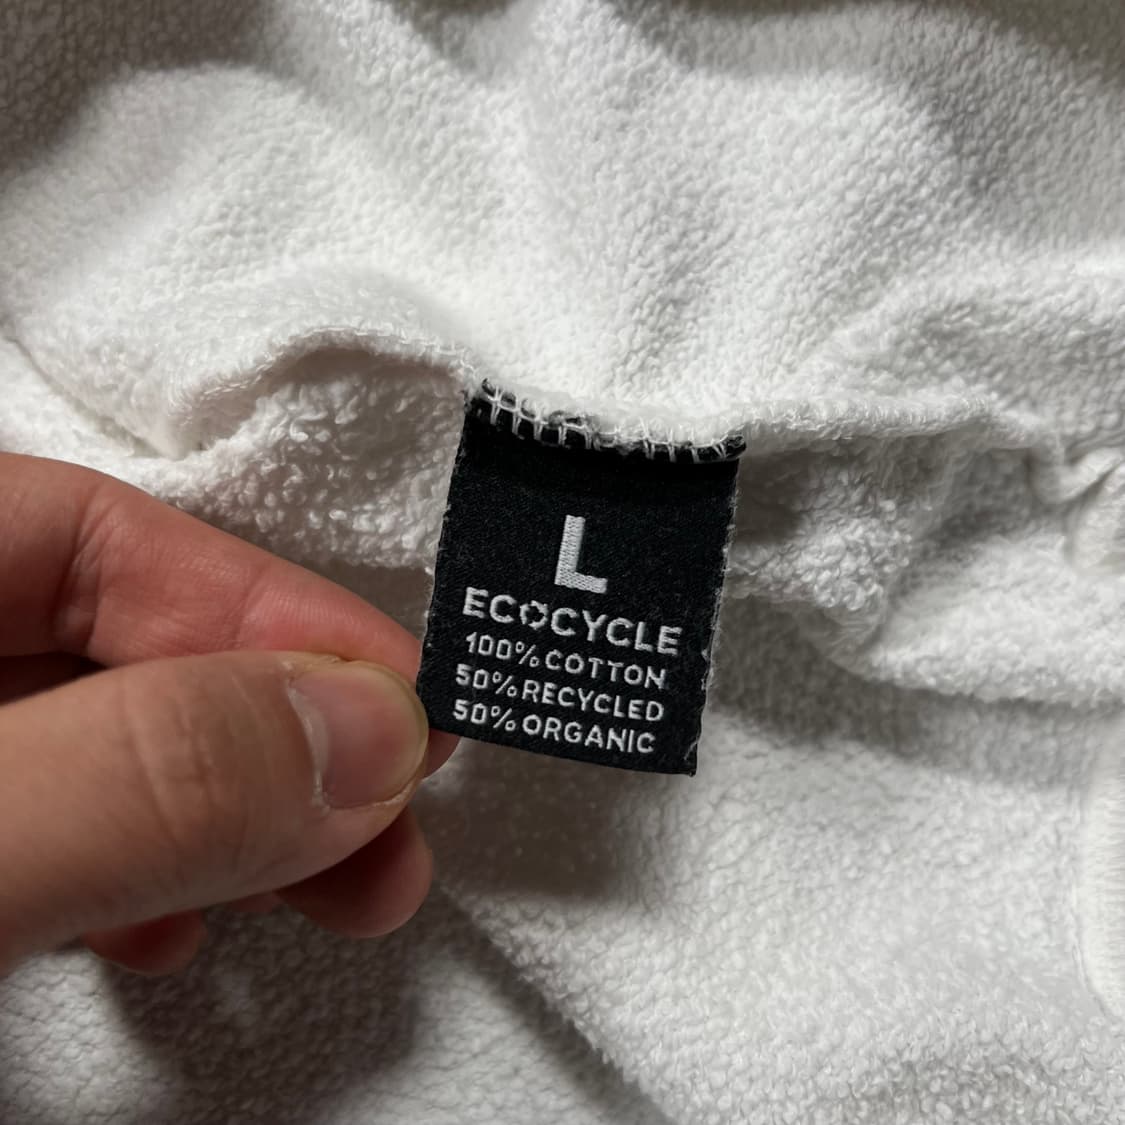 L
ECOCYCLE
100% COTTON
50% RECYCLED
50% ORGANIC